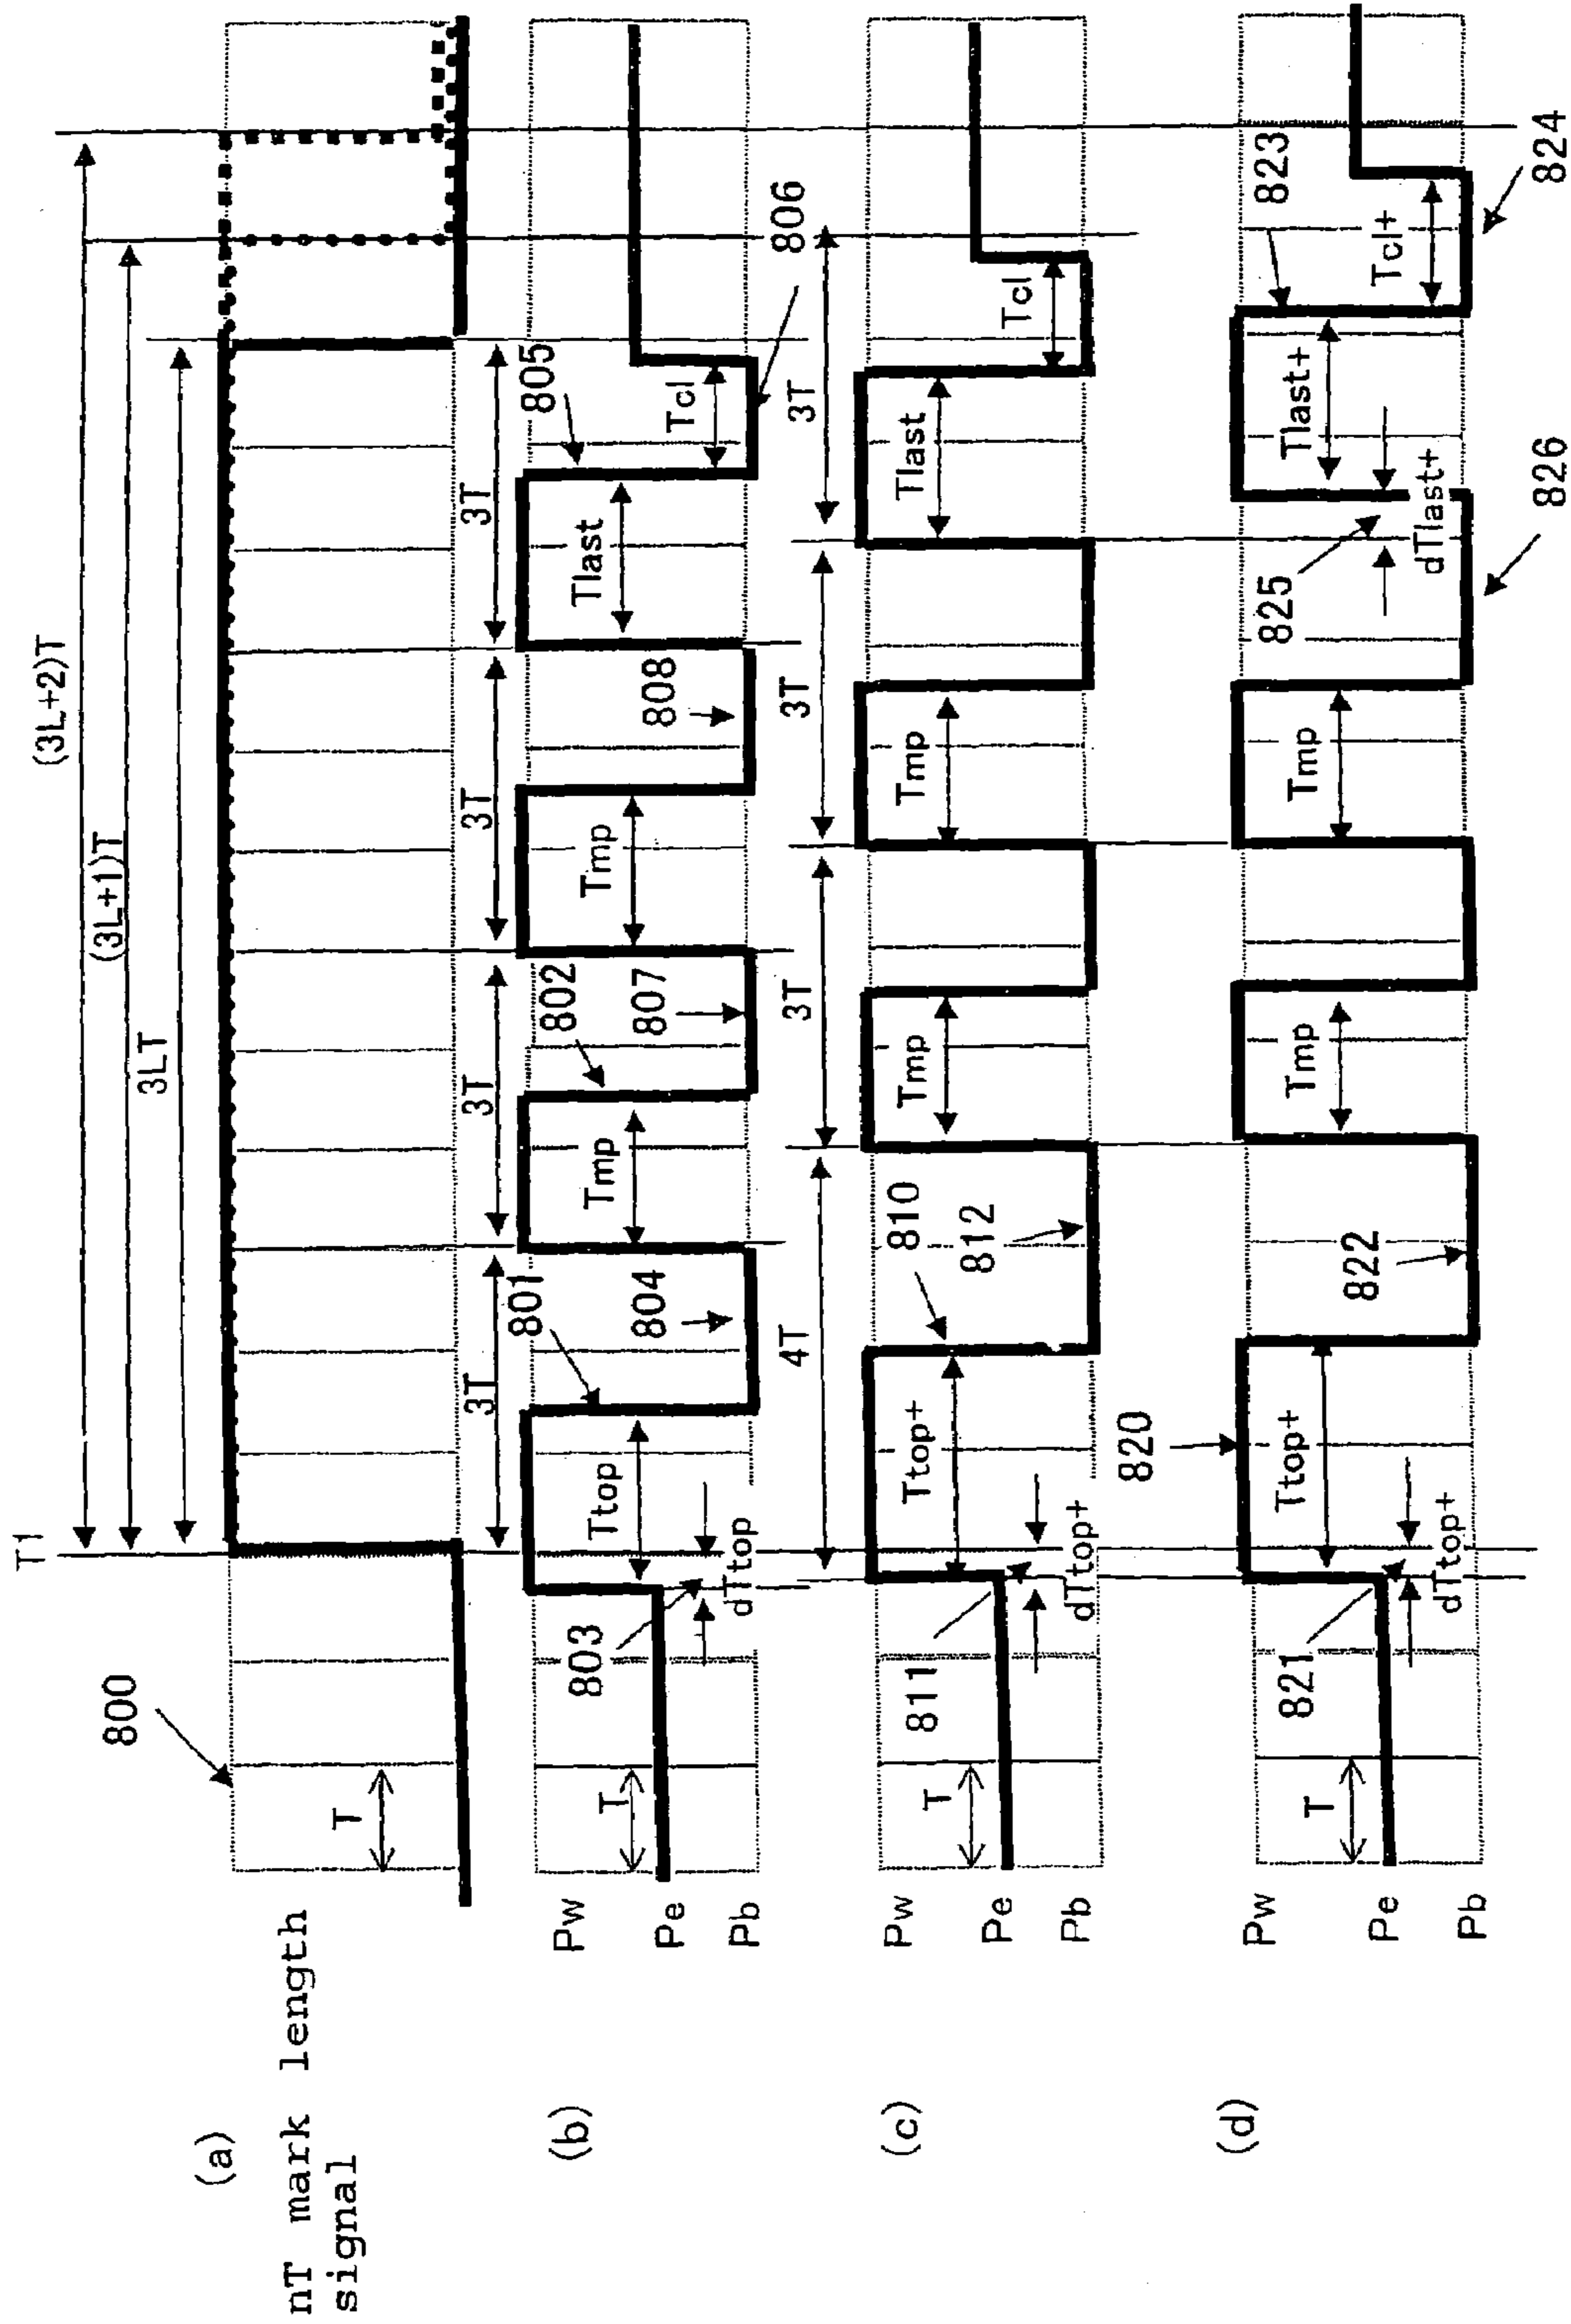 T1
(3L+2)T
(3L+1)T
3LT
800
T
(a)
nT mark length
signal
3T
3T
3T
3T
801
802
805
Ttop
Tmp
Tmp
Tlast
Tcl
803
dTtop
804
807
808
806
T
Pw
Pe
Pb
(b)
4T
3T
3T
3T
810
812
Ttop+
Tmp
Tmp
Tlast
Tcl
811
dTtop+
T
Pw
Pe
Pb
(c)
820
822
823
Ttop+
Tmp
Tmp
Tlast+
Tcl+
821
dTtop+
825
dTlast+
826
824
T
Pw
Pe
Pb
(d)